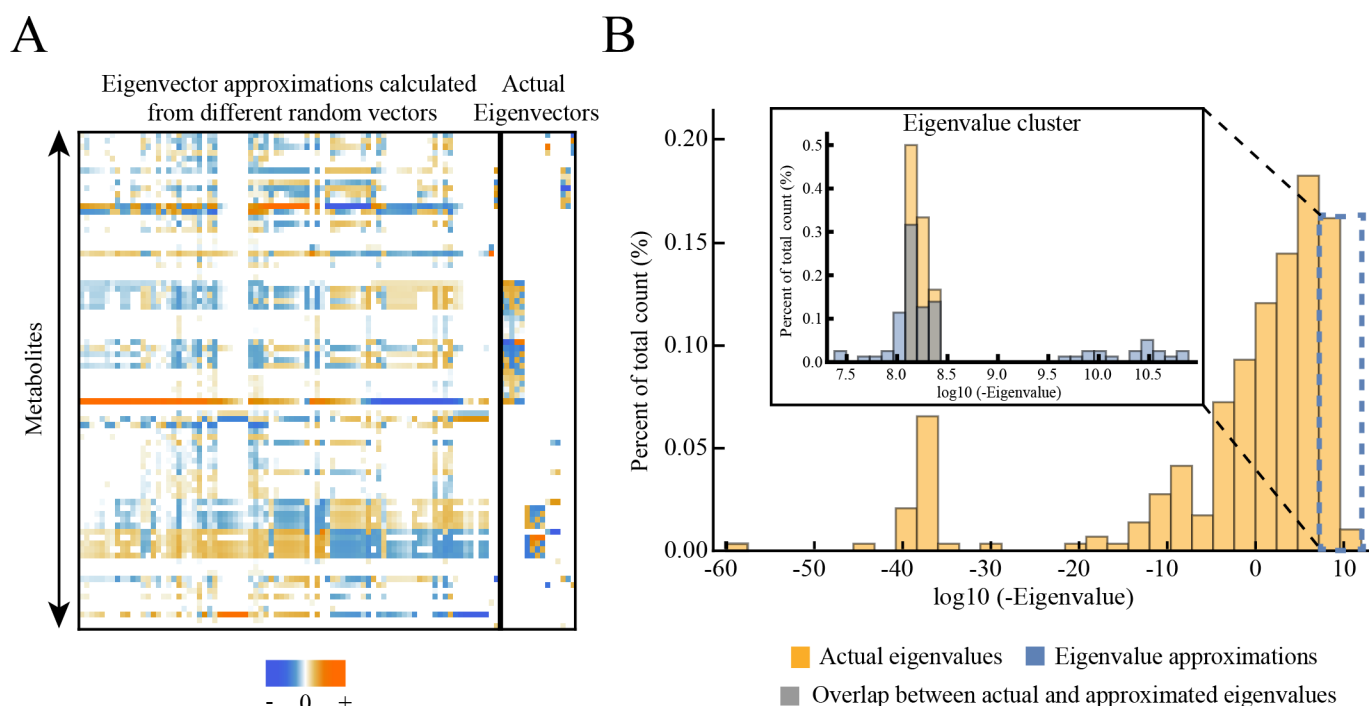 A
B
Eigenvector approximations calculated
from different random vectors
Actual
Eigenvectors
Metabolites
- 0 +
Percent of total count (%)
0.20
0.15
0.10
0.05
0.00
-60 -50 -40 -30 -20 -10 0 10
log10 (-Eigenvalue)
Eigenvalue cluster
Percent of total count (%)
0.5
0.4
0.3
0.2
0.1
0.0
7.5 8.0 8.5 9.0 9.5 10.0 10.5
log10 (-Eigenvalue)
Actual eigenvalues
Eigenvalue approximations
Overlap between actual and approximated eigenvalues